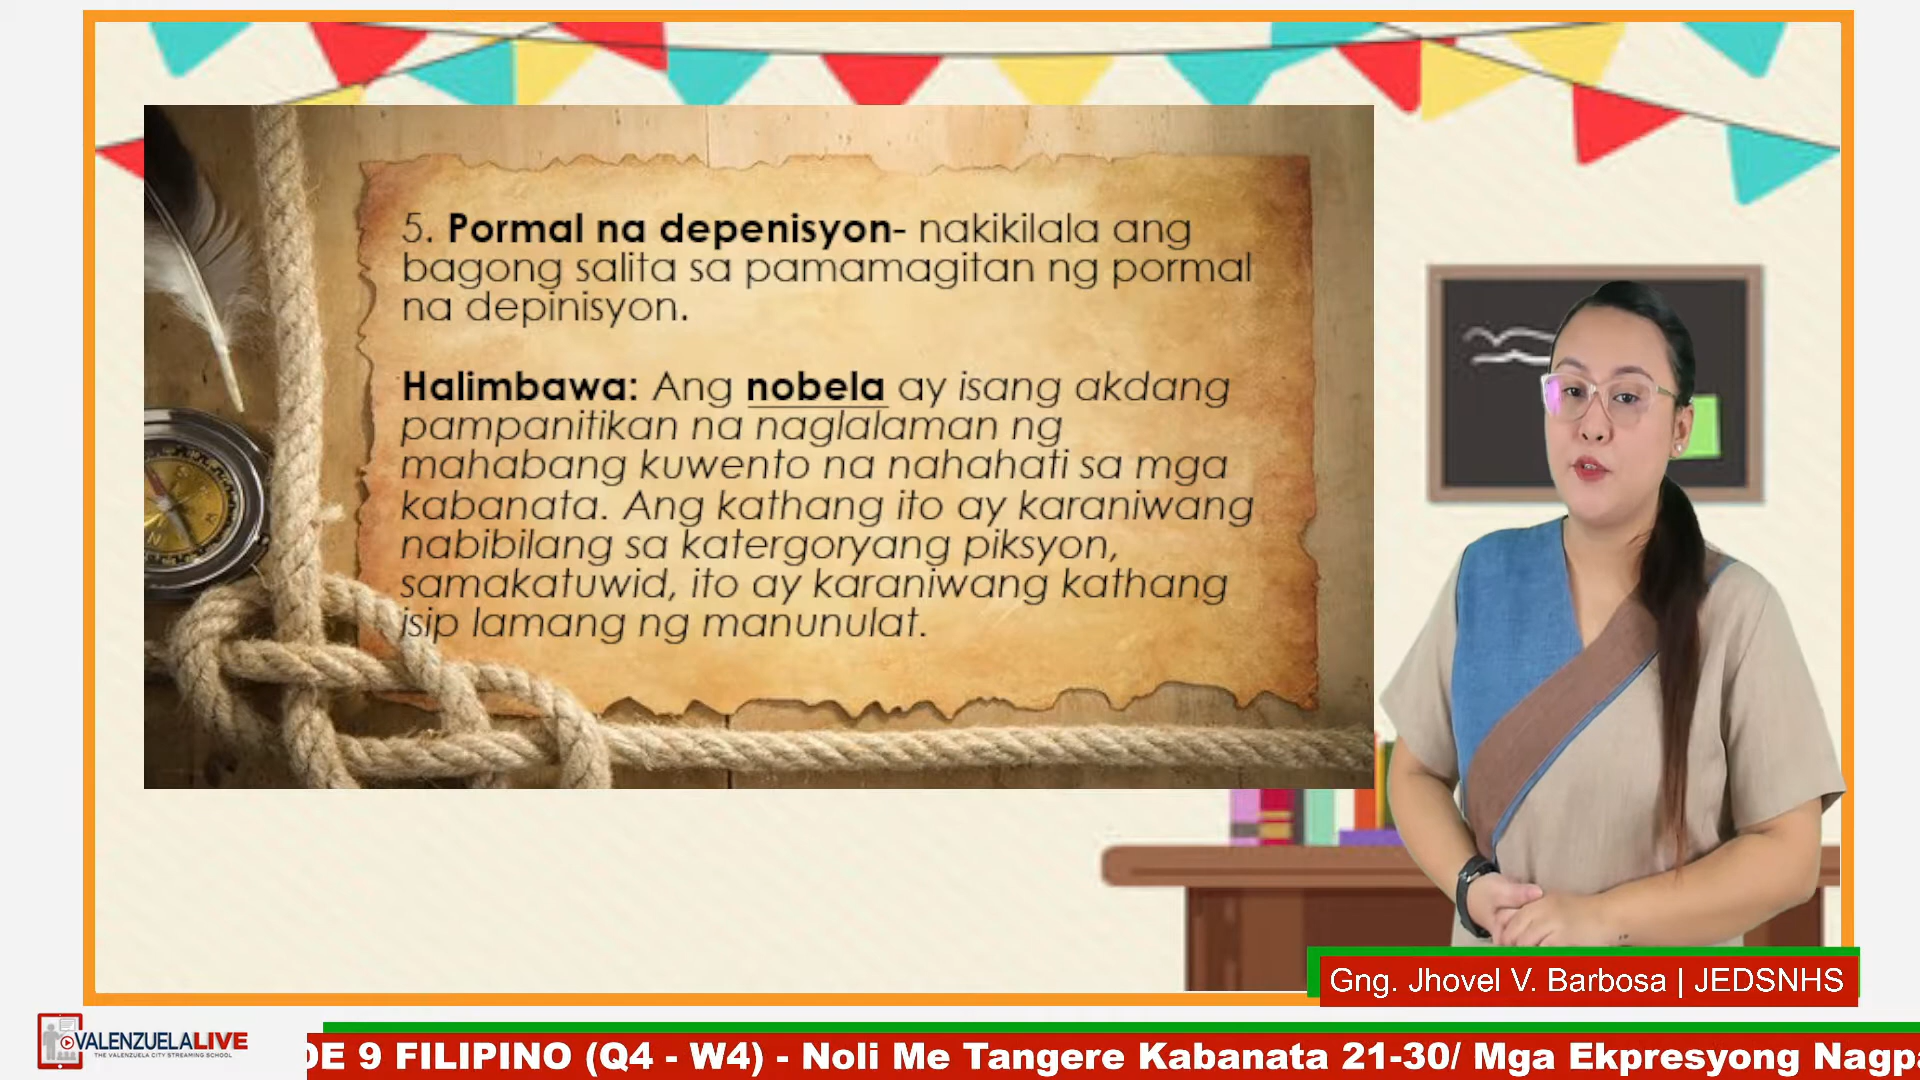 5. Pormal na depenisyon- nakikilala ang
bagong salita sa pamamagitan ng pormal
na depinisyon.
Halimbawa: Ang nobela ay isang akdang
pampanitikan na naglalaman ng
mahabang kuwento na nahahati sa mga
kabanata. Ang kathang ito ay karaniwang
nabibilang sa katergoryang piksyon,
samakatuwid, ito ay karaniwang kathang
isip lamang ng manunulat.
Gng. Jhovel V. Barbosa | JEDSNHS
VALENZUELALIVE
THE VALENZUELA CITY STREAMING SCHOOL
DE 9 FILIPINO (Q4 - W4) - Noli Me Tangere Kabanata 21-30/ Mga Ekpresyong Nagpa